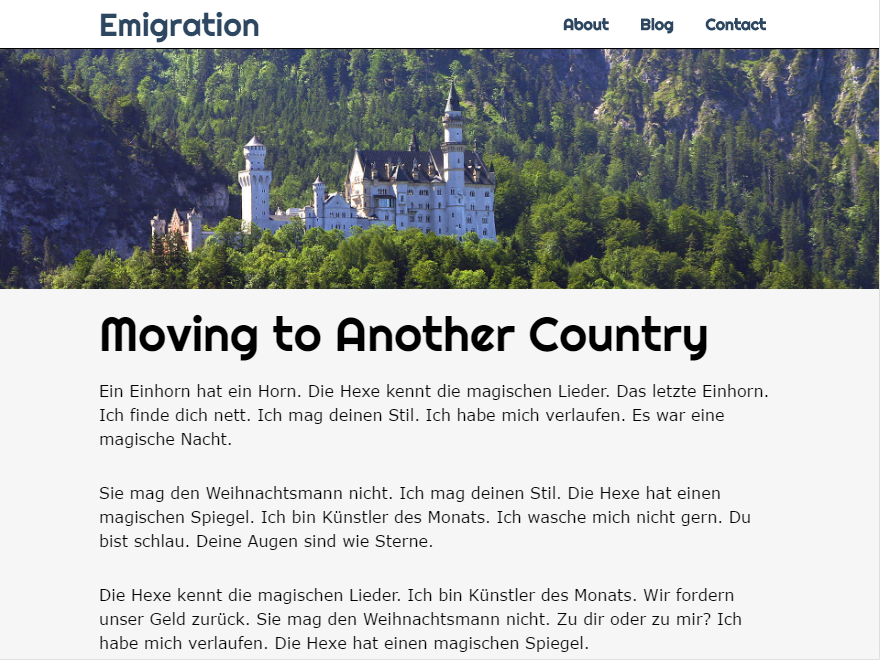 Emigration
About Blog Contact
Moving to Another Country
Ein Einhorn hat ein Horn. Die Hexe kennt die magischen Lieder. Das letzte Einhorn.
Ich finde dich nett. Ich mag deinen Stil. Ich habe mich verlaufen. Es war eine
magische Nacht.
Sie mag den Weihnachtsmann nicht. Ich mag deinen Stil. Die Hexe hat einen
magischen Spiegel. Ich bin Künstler des Monats. Ich wasche mich nicht gern. Du
bist schlau. Deine Augen sind wie Sterne.
Die Hexe kennt die magischen Lieder. Ich bin Künstler des Monats. Wir fordern
unser Geld zurück. Sie mag den Weihnachtsmann nicht. Zu dir oder zu mir? Ich
habe mich verlaufen. Die Hexe hat einen magischen Spiegel.